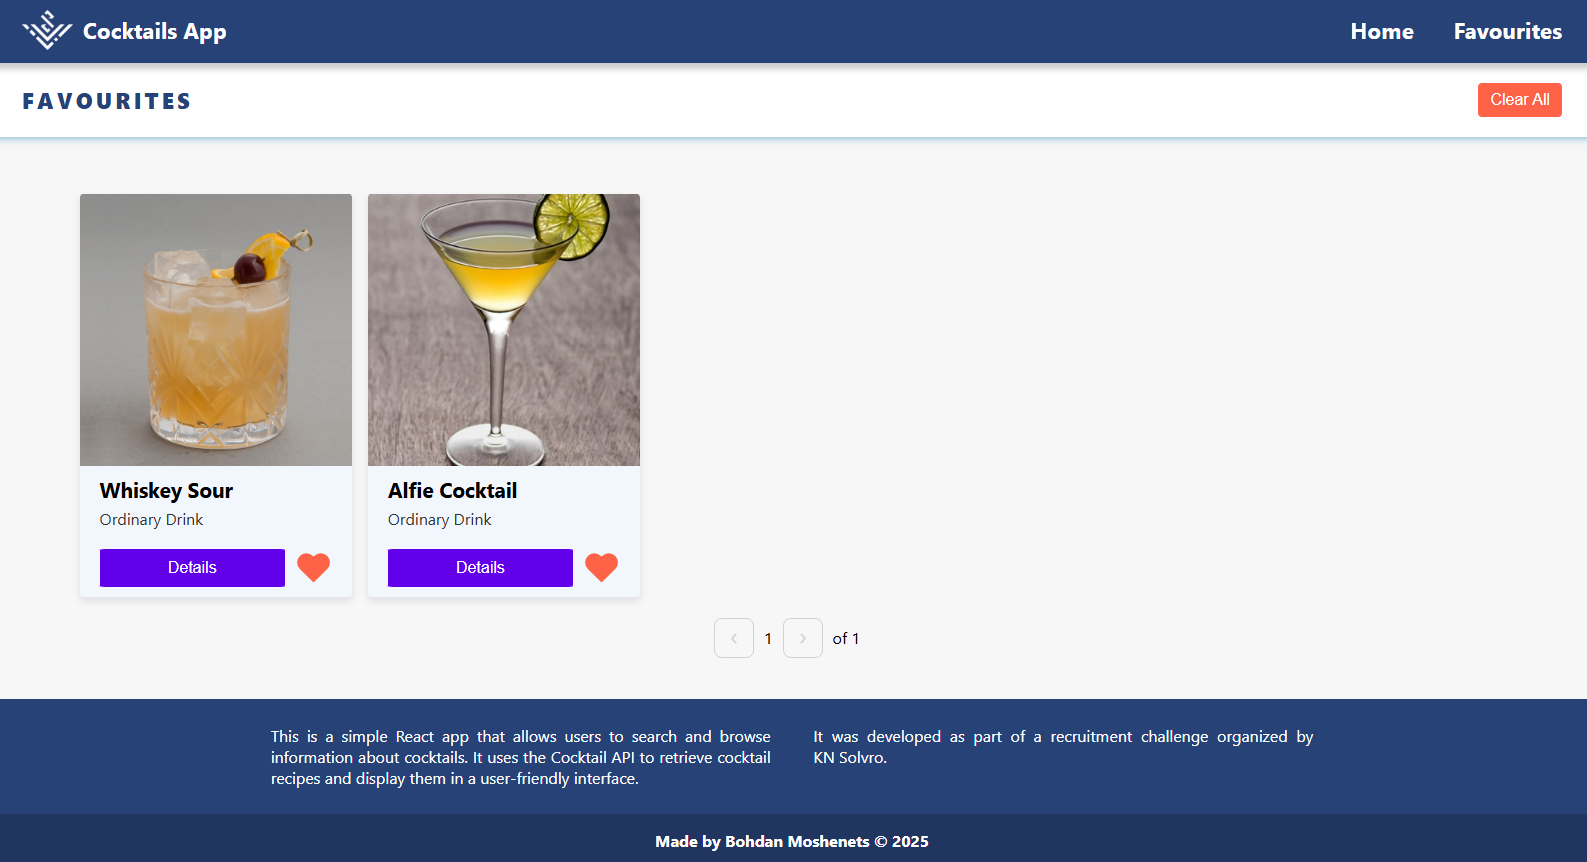 Cocktails App
Home
Favourites
FAVOURITES
Clear All
Whiskey Sour
Ordinary Drink
Details
Alfie Cocktail
Ordinary Drink
Details
1
of 1
This is a simple React app that allows users to search and browse
information about cocktails. It uses the Cocktail API to retrieve cocktail
recipes and display them in a user-friendly interface.
It was developed as part of a recruitment challenge organized by
KN Solvro.
Made by Bohdan Moshenets © 2025